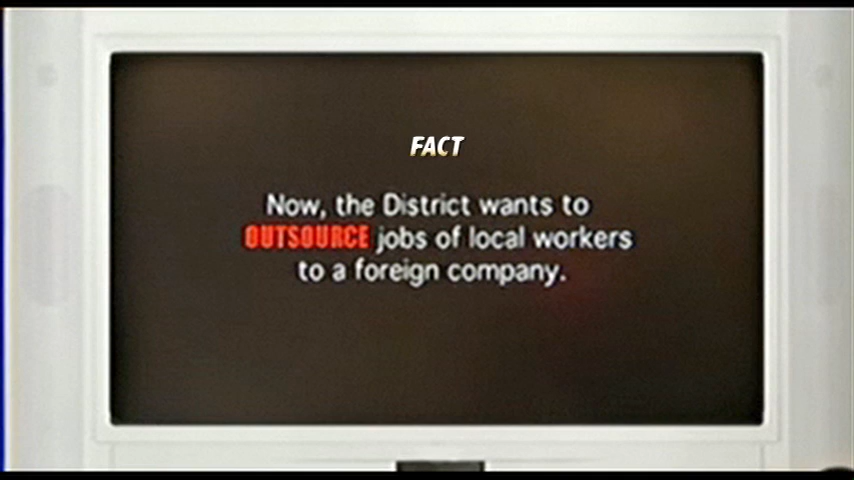 FACT
Now, the District wants to
OUTSOURCE jobs of local workers
to a foreign company.